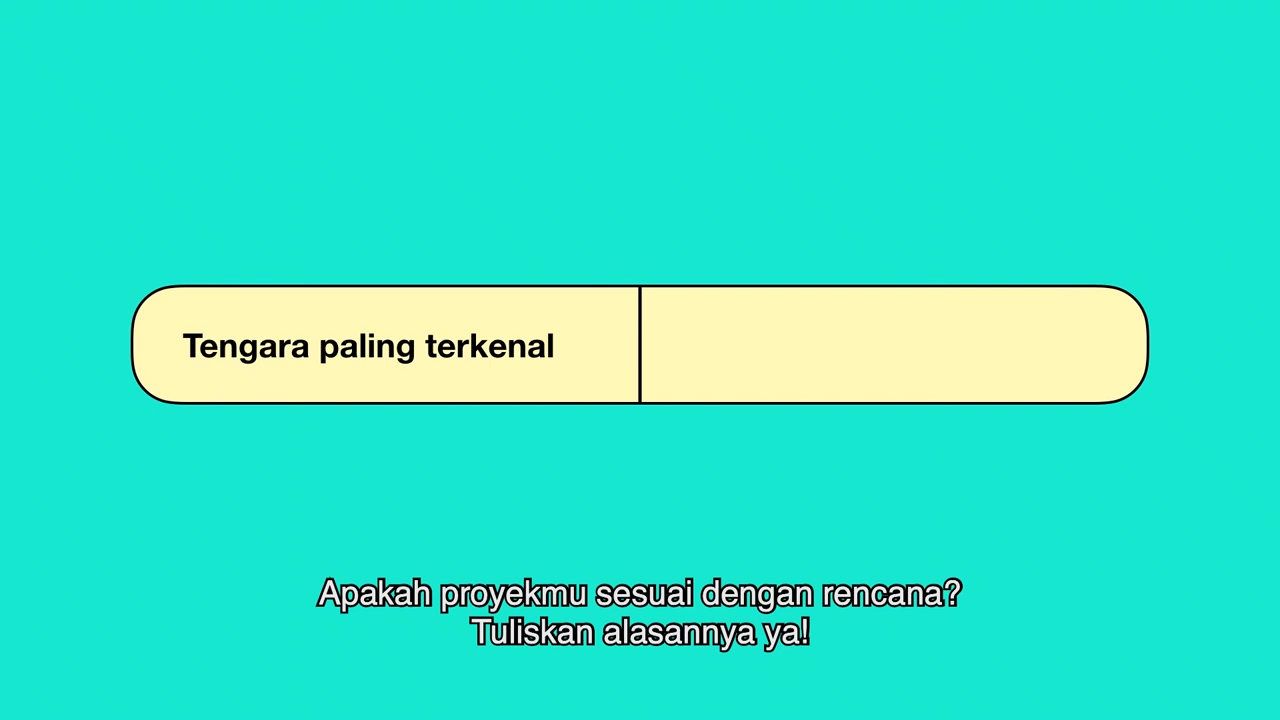 Tengara paling terkenal
Apakah proyekmu sesuai dengan rencana?
Tuliskan alasannya ya!